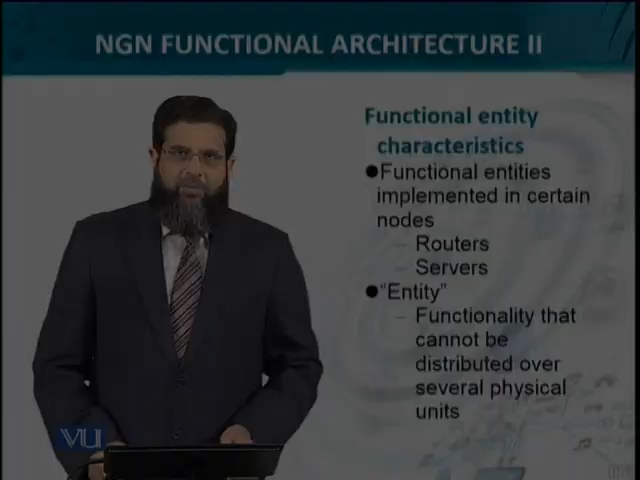 NGN FUNCTIONAL ARCHITECTURE II
Functional entity
characteristics
●Functional entities
implemented in certain
nodes
– Routers
– Servers
●“Entity”
– Functionality that
cannot be
distributed over
several physical
units
VU